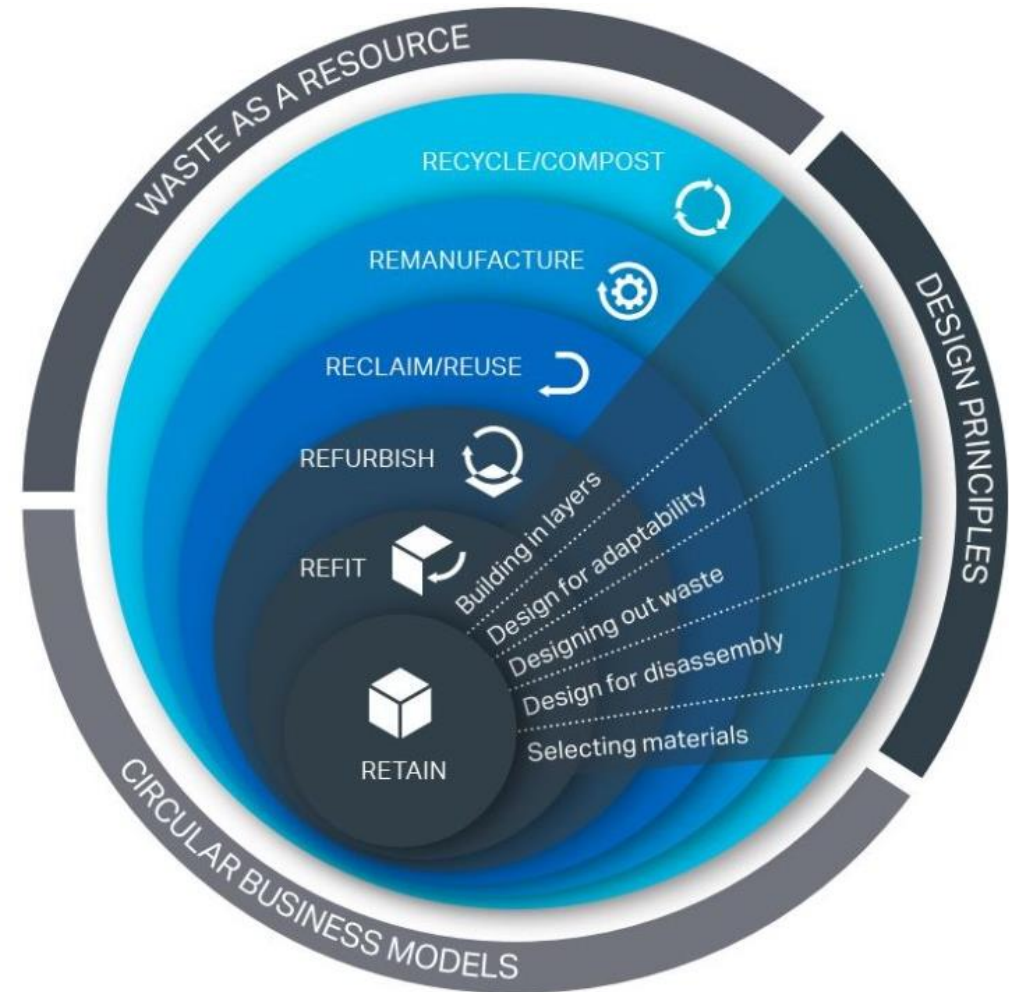 WASTE AS A RESOURCE
RECYCLE/COMPOST
REMANUFACTURE
RECLAIM/REUSE
REFURBISH
REFIT
RETAIN
Building in layers
Design for adaptability
Designing out waste
Design for disassembly
Selecting materials
DESIGN PRINCIPLES
CIRCULAR BUSINESS MODELS